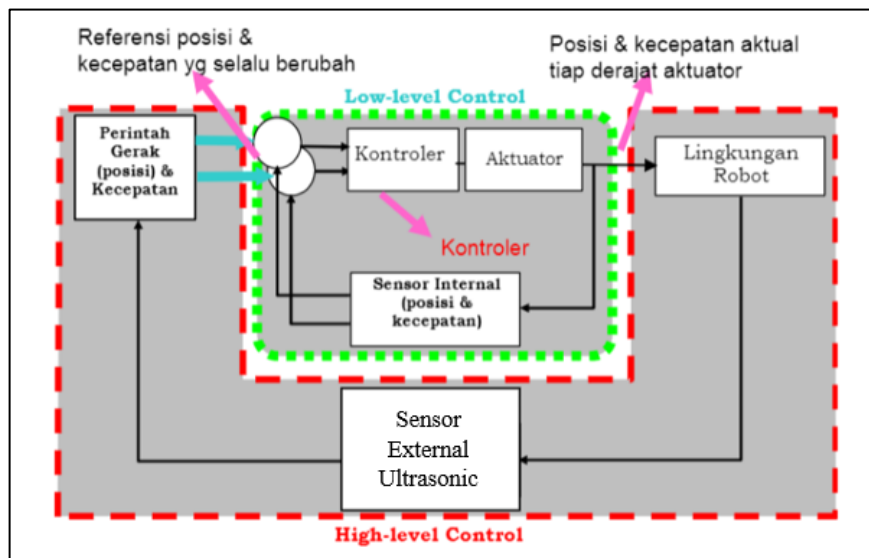 Referensi posisi &
kecepatan yg selalu berubah
Posisi & kecepatan aktual
tiap derajat aktuator
Low-level Control
Perintah
Gerak
(posisi) &
Kecepatan
Kontroler
Aktuator
Lingkungan
Robot
Kontroler
Sensor Internal
(posisi &
kecepatan)
Sensor
External
Ultrasonic
High-level Control